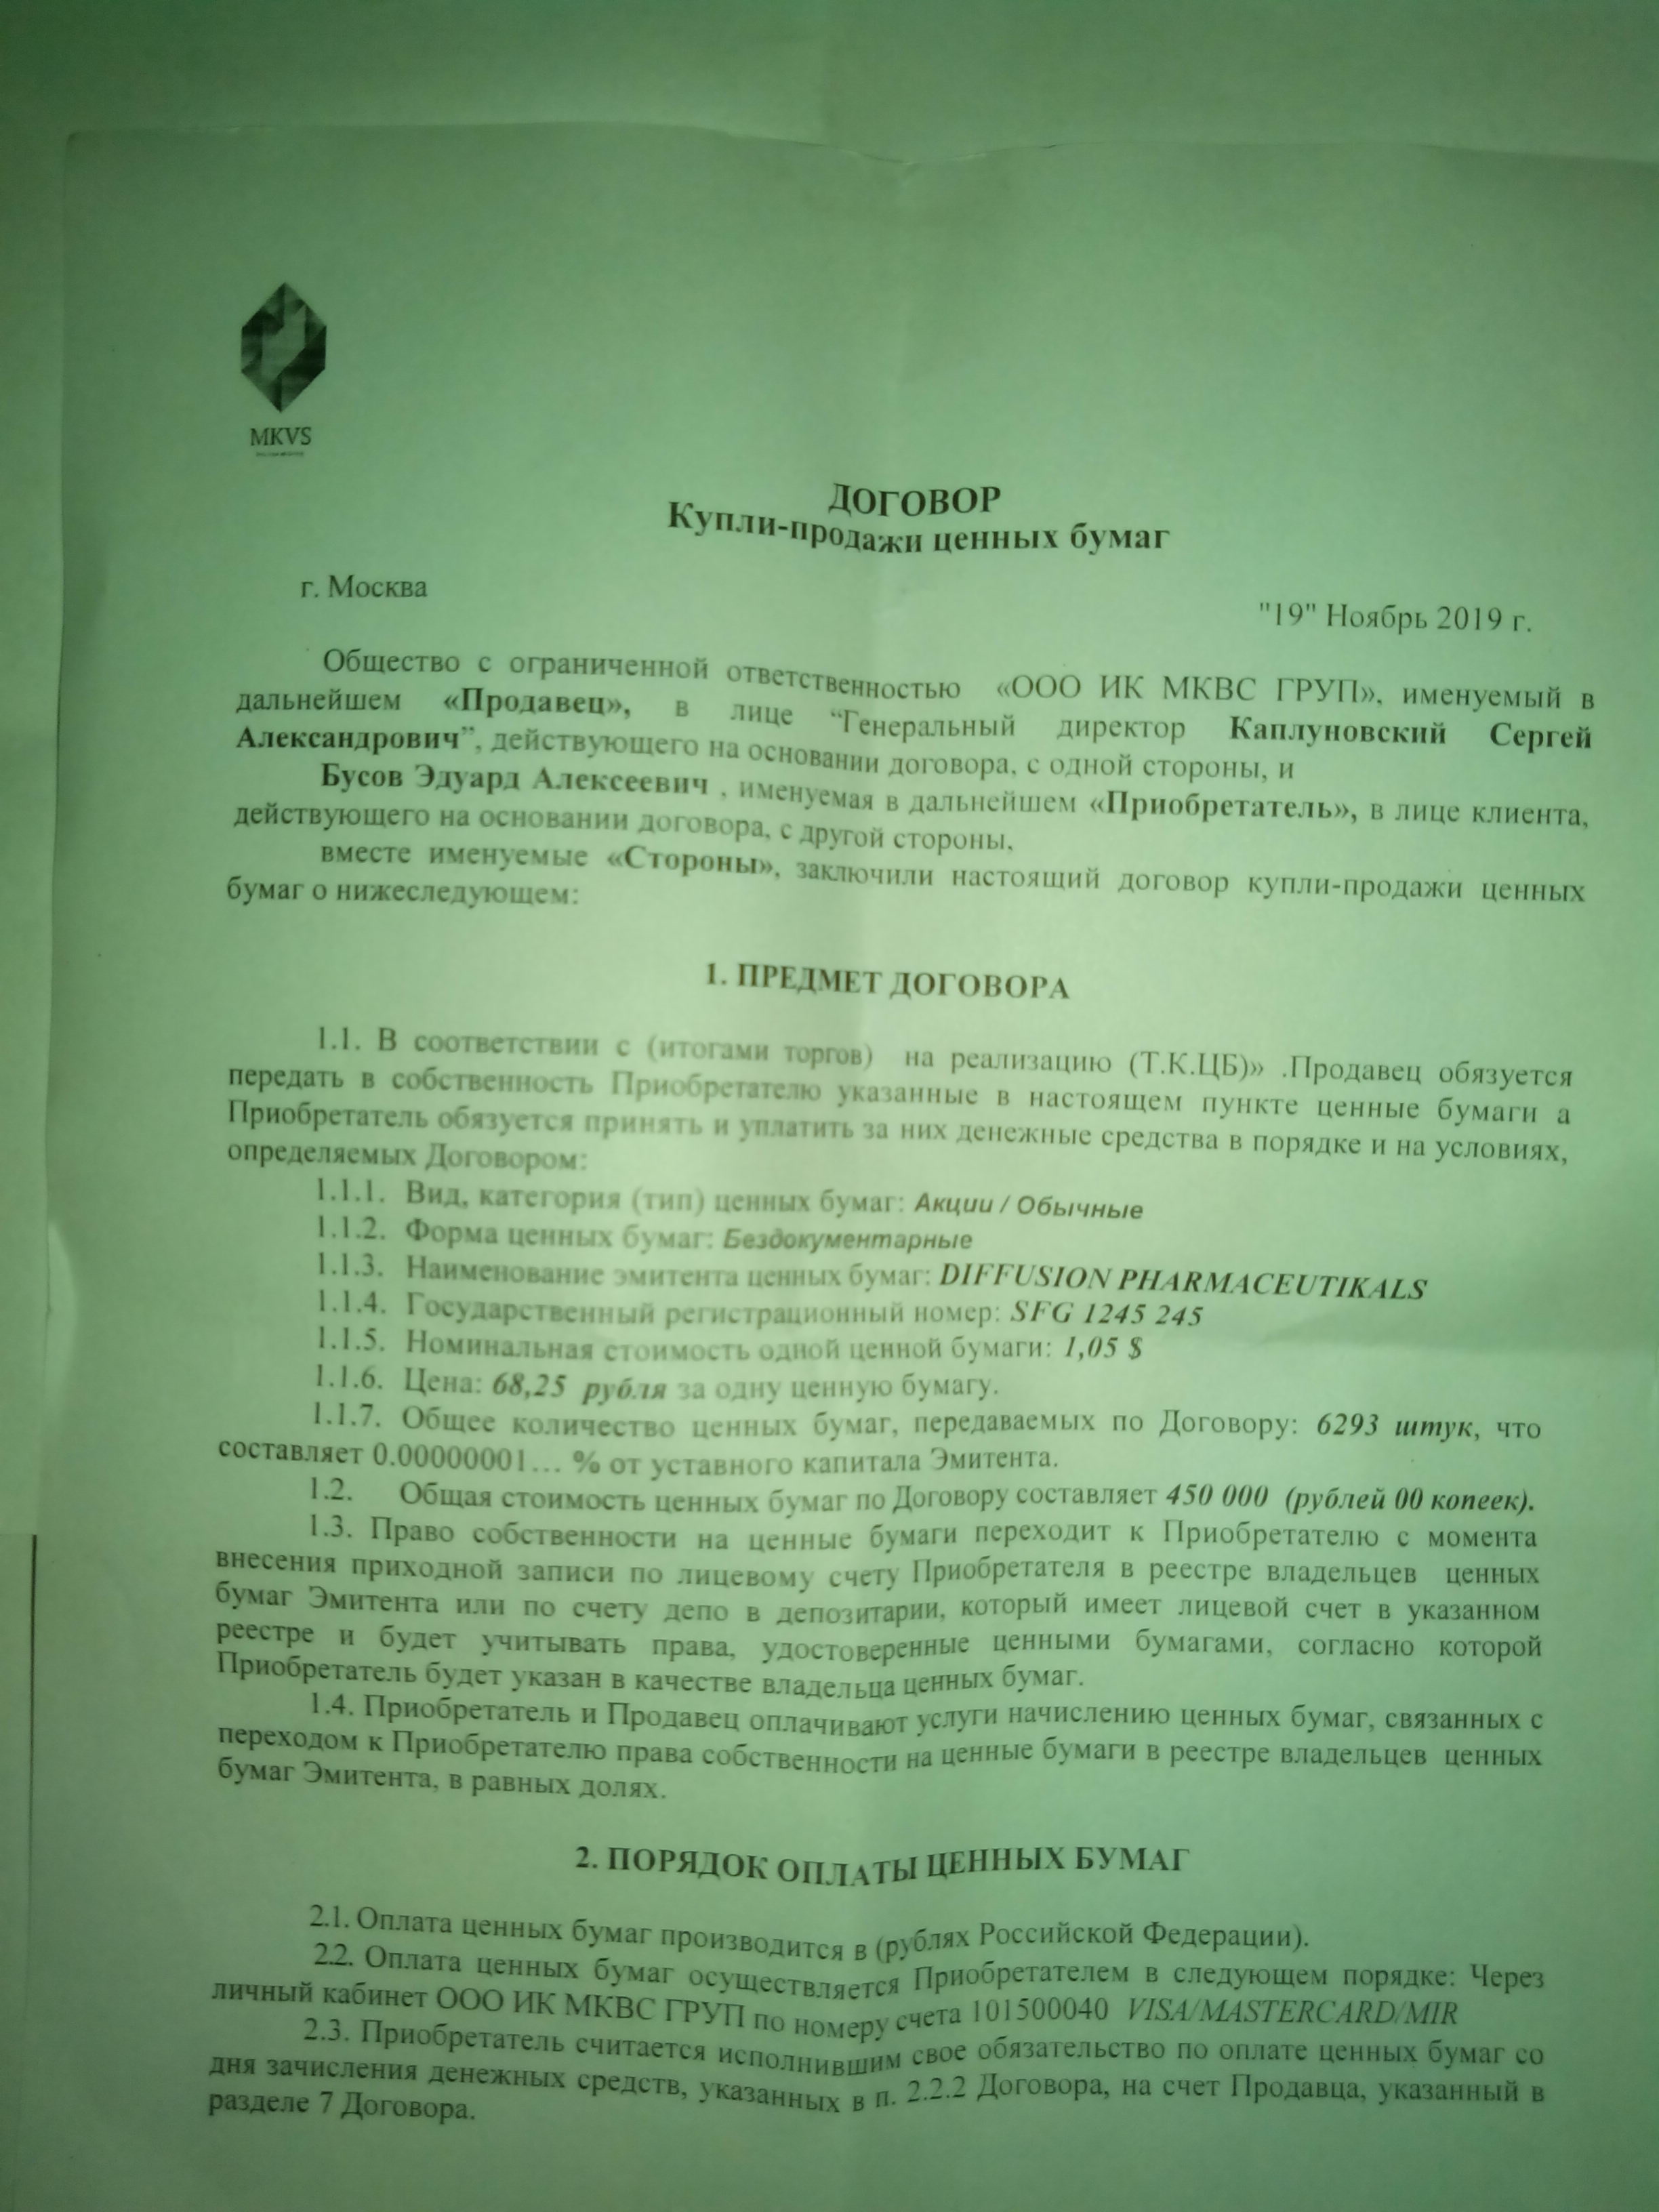 MKVS
ДОГОВОР
Купли-продажи ценных бумаг
г. Москва
"19" Ноябрь 2019 г.
Общество с ограниченной ответственностью «ООО ИК МКВС ГРУП», именуемый в
дальнейшем «Продавец», в лице “Генеральный директор Каплуновский Сергей
Александрович”, действующего на основании договора, с одной стороны, и
Бусов Эдуард Алексеевич , именуемая в дальнейшем «Приобретатель», в лице клиента,
действующего на основании договора, с другой стороны,
вместе именуемые «Стороны», заключили настоящий договор купли-продажи ценных
бумаг о нижеследующем:
1. ПРЕДМЕТ ДОГОВОРА
1.1. В соответствии с (итогами торгов) на реализацию (Т.К.ЦБ)» .Продавец обязуется
передать в собственность Приобретателю указанные в настоящем пункте ценные бумаги а
Приобретатель обязуется принять и уплатить за них денежные средства в порядке и на условиях,
определяемых Договором:
1.1.1. Вид, категория (тип) ценных бумаг: Акции / Обычные
1.1.2. Форма ценных бумаг: Бездокументарные
1.1.3. Наименование эмитента ценных бумаг: DIFFUSION PHARMACEUTIKALS
1.1.4. Государственный регистрационный номер: SFG 1245 245
1.1.5. Номинальная стоимость одной ценной бумаги: 1,05 $
1.1.6. Цена: 68,25 рубля за одну ценную бумагу.
1.1.7. Общее количество ценных бумаг, передаваемых по Договору: 6293 штук, что
составляет 0.00000001… % от уставного капитала Эмитента.
1.2. Общая стоимость ценных бумаг по Договору составляет 450 000 (рублей 00 копеек).
1.3. Право собственности на ценные бумаги переходит к Приобретателю с момента
внесения приходной записи по лицевому счету Приобретателя в реестре владельцев ценных
бумаг Эмитента или по счету депо в депозитарии, который имеет лицевой счет в указанном
реестре и будет учитывать права, удостоверенные ценными бумагами, согласно которой
Приобретатель будет указан в качестве владельца ценных бумаг.
1.4. Приобретатель и Продавец оплачивают услуги начислению ценных бумаг, связанных с
переходом к Приобретателю права собственности на ценные бумаги в реестре владельцев ценных
бумаг Эмитента, в равных долях.
2. ПОРЯДОК ОПЛАТЫ ЦЕННЫХ БУМАГ
2.1. Оплата ценных бумаг производится в (рублях Российской Федерации).
2.2. Оплата ценных бумаг осуществляется Приобретателем в следующем порядке: Через
личный кабинет ООО ИК МКВС ГРУП по номеру счета 101500040 VISA/MASTERCARD/MIR
2.3. Приобретатель считается исполнившим свое обязательство по оплате ценных бумаг со
дня зачисления денежных средств, указанных в п. 2.2.2 Договора, на счет Продавца, указанный в
разделе 7 Договора.